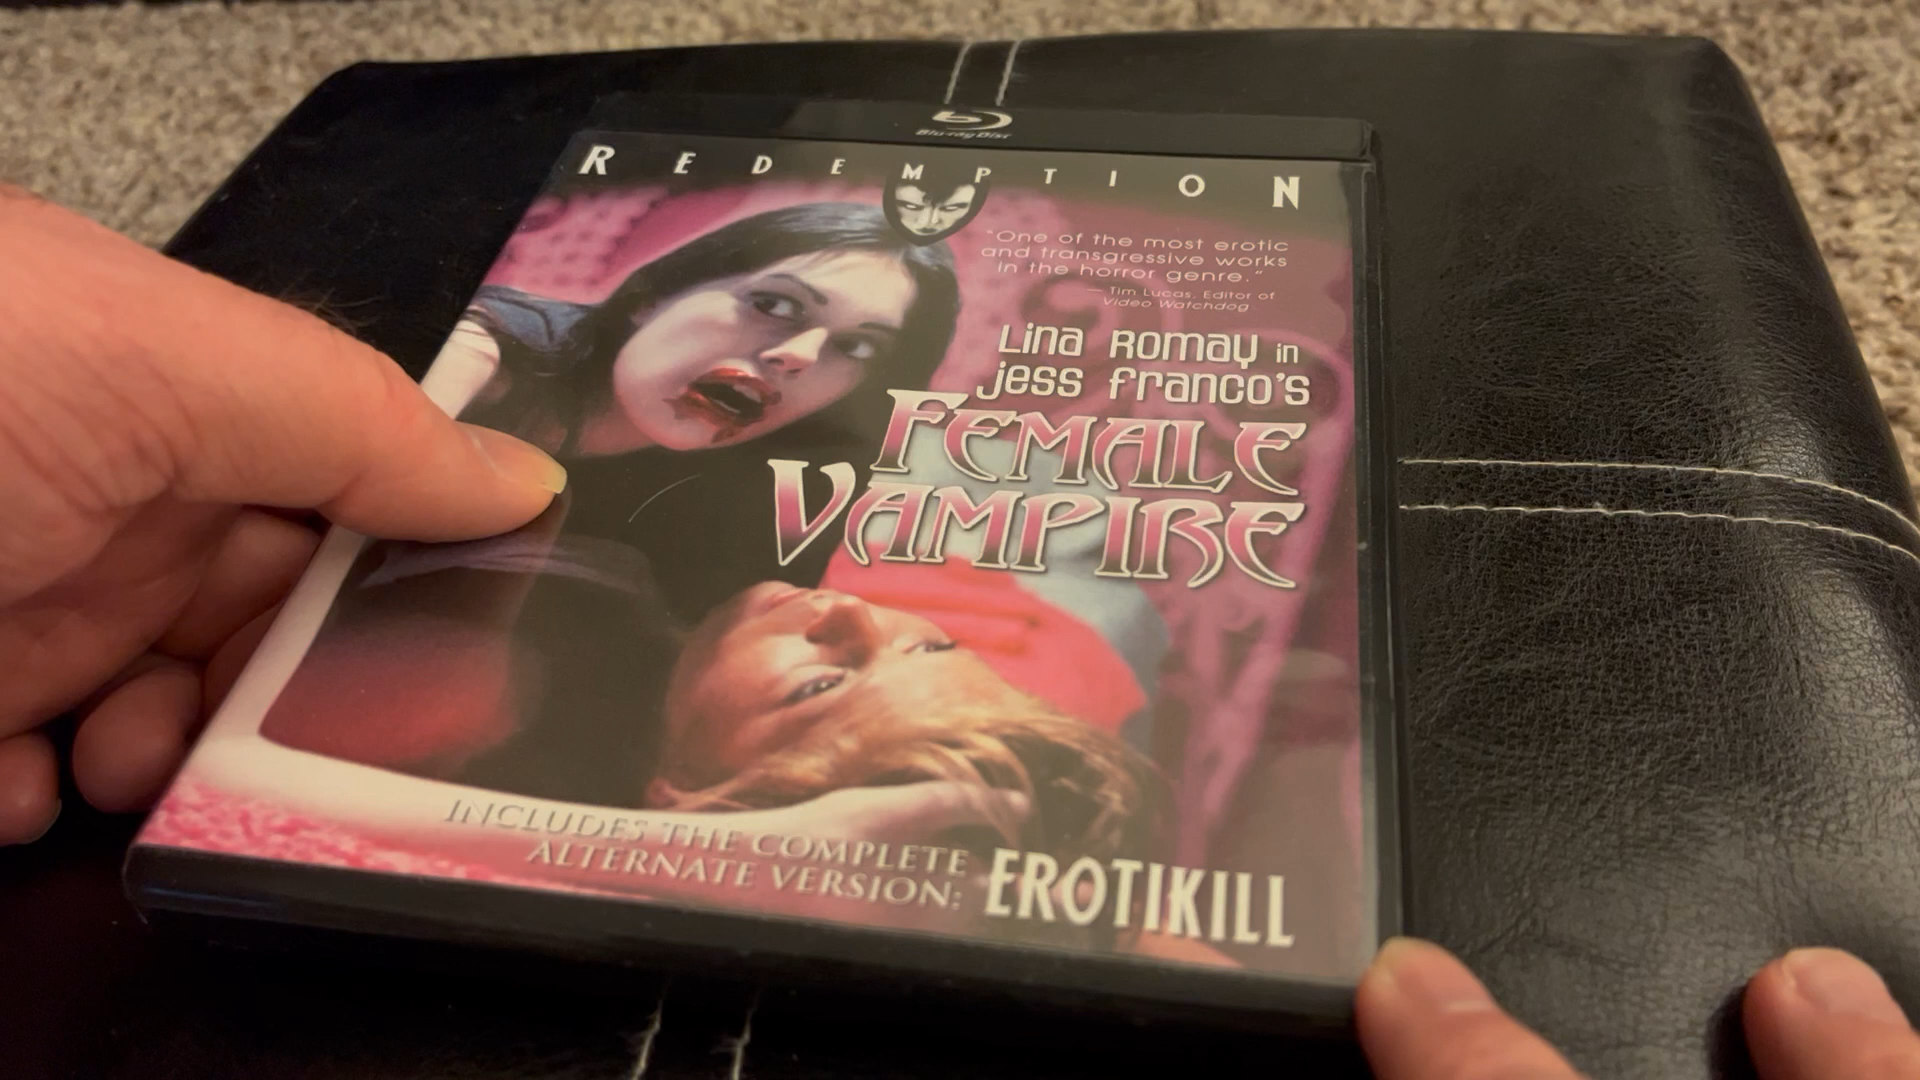 Blu-ray Disc
REDEMPTION
"One of the most erotic
and transgressive works
in the horror genre."
— Tim Lucas, Editor of
Video Watchdog
Lina Romay in
Jess Franco's
FEMALE
VAMPIRE
INCLUDES THE COMPLETE
ALTERNATE VERSION:
EROTIKILL